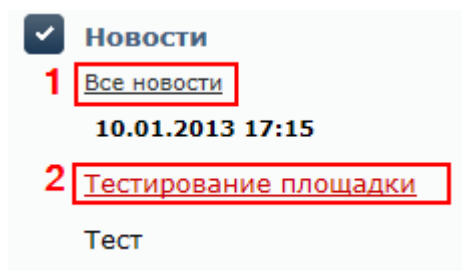 Новости
1 Все новости
10.01.2013 17:15
2 Тестирование площадки
Тест